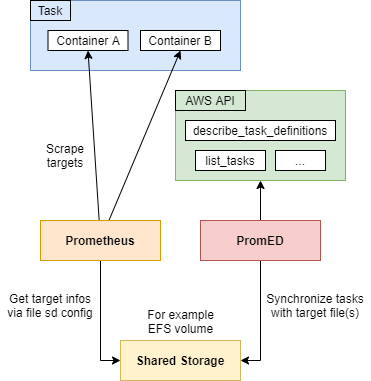 Task
Container A
Container B
AWS API
describe_task_definitions
list_tasks
...
Scrape
targets
Prometheus
PromED
Get target infos
via file sd config
For example
EFS volume
Synchronize tasks
with target file(s)
Shared Storage